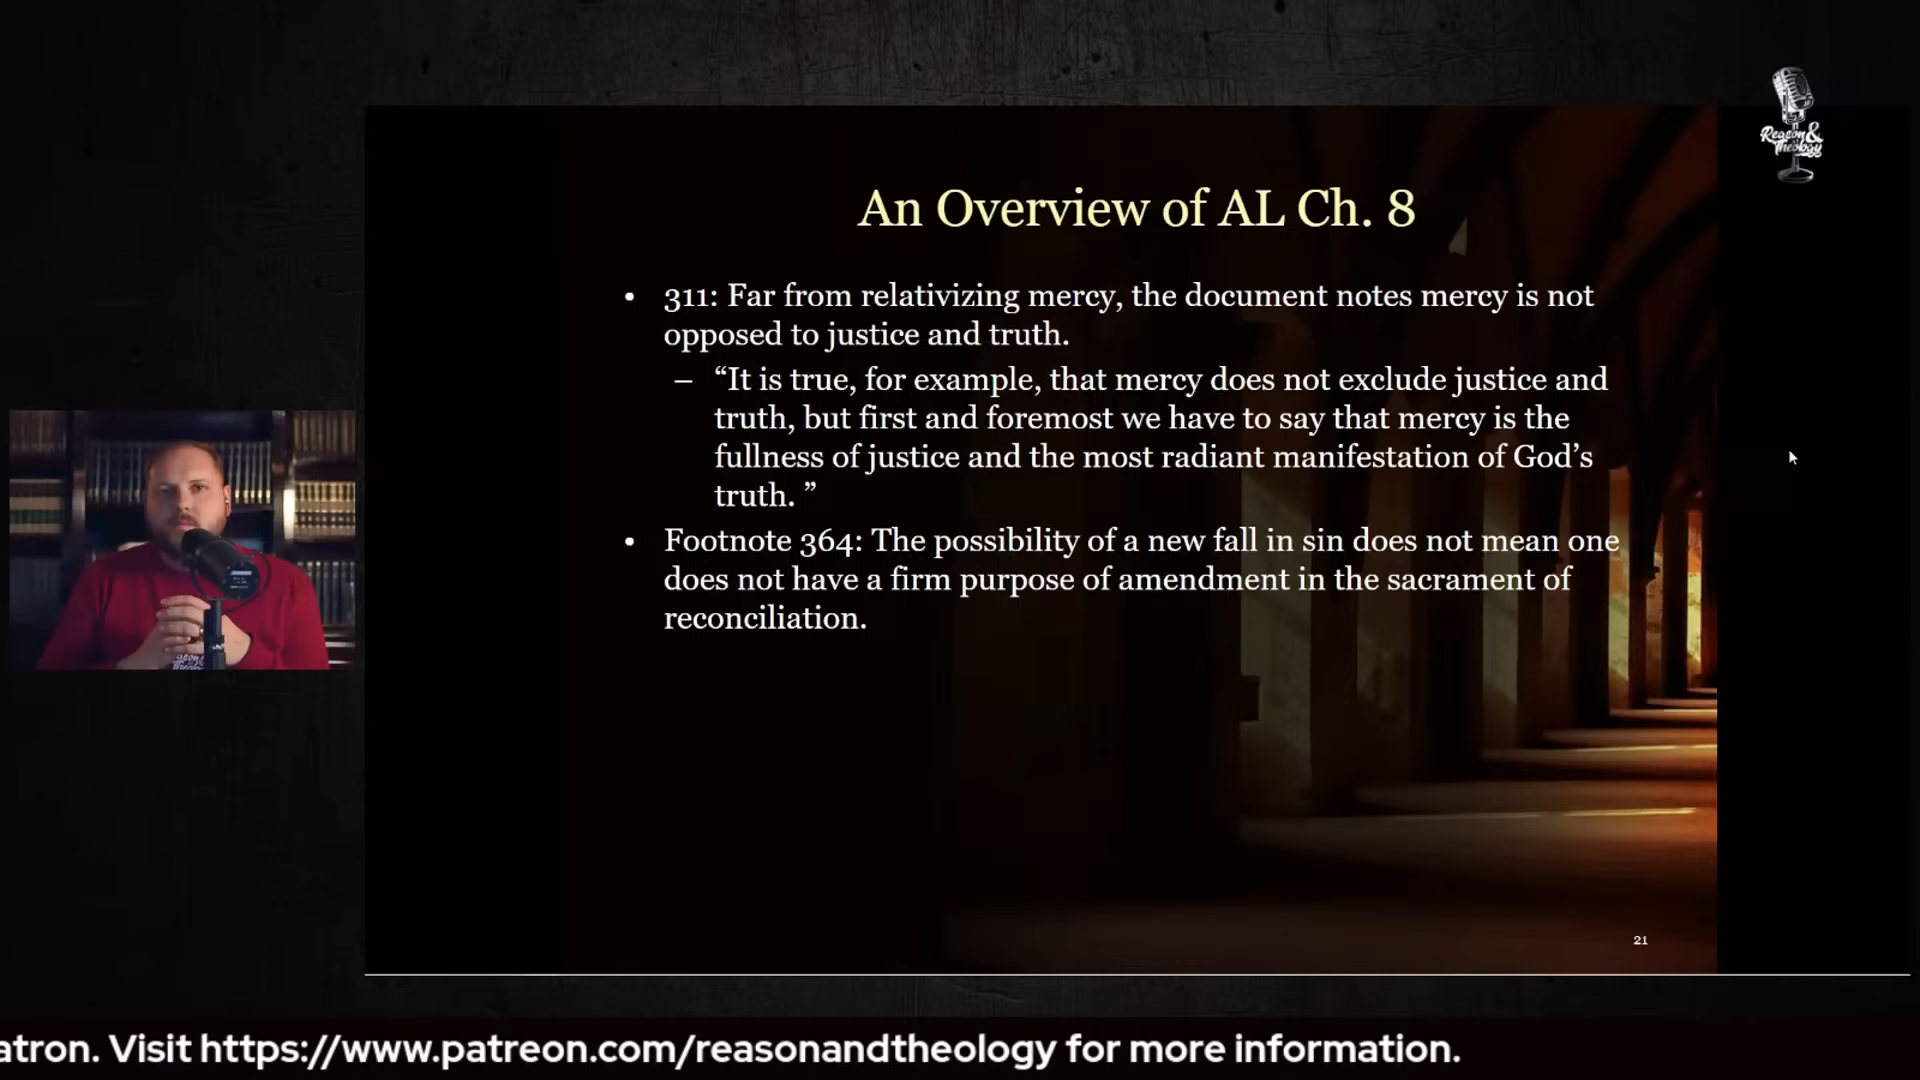 Reason &
Theology
An Overview of AL Ch. 8
• 311: Far from relativizing mercy, the document notes mercy is not
opposed to justice and truth.
– “It is true, for example, that mercy does not exclude justice and
truth, but first and foremost we have to say that mercy is the
fullness of justice and the most radiant manifestation of God’s
truth. ”
• Footnote 364: The possibility of a new fall in sin does not mean one
does not have a firm purpose of amendment in the sacrament of
reconciliation.
21
atron. Visit https://www.patreon.com/reasonandtheology for more information.